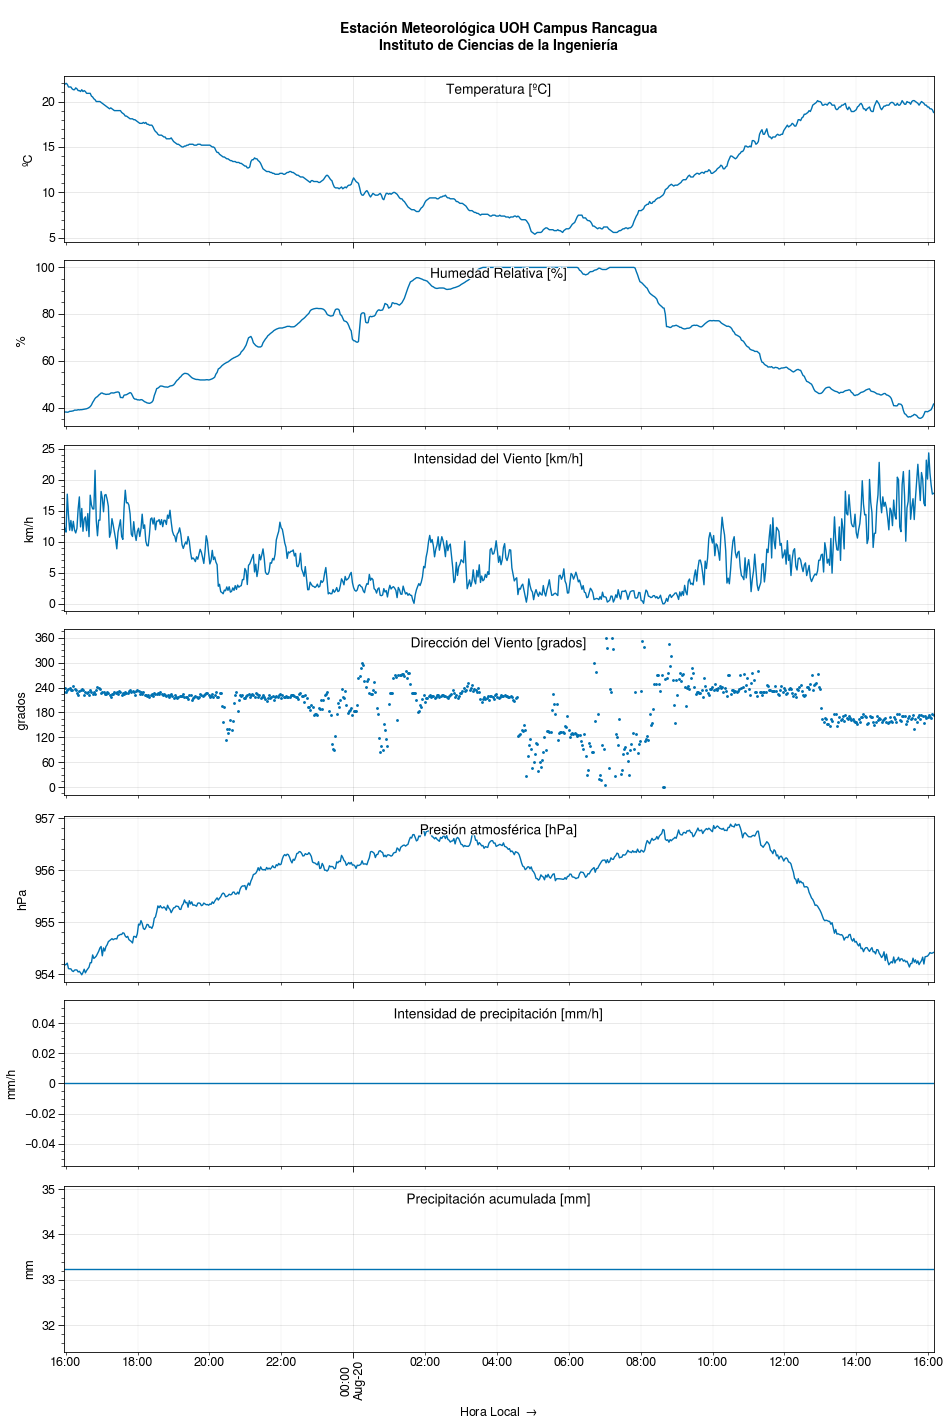 Estación Meteorológica UOH Campus Rancagua
Instituto de Ciencias de la Ingeniería
Temperatura [ºC]
ºC
20
15
10
5
Humedad Relativa [%]
%
100
80
60
40
Intensidad del Viento [km/h]
km/h
25
20
15
10
5
0
Dirección del Viento [grados]
grados
360
300
240
180
120
60
0
Presión atmosférica [hPa]
hPa
957
956
955
954
Intensidad de precipitación [mm/h]
mm/h
0.04
0.02
0
−0.02
−0.04
Precipitación acumulada [mm]
mm
35
34
33
32
16:00 18:00 20:00 22:00 00:00 02:00 04:00 06:00 08:00 10:00 12:00 14:00 16:00
Aug-20
Hora Local →